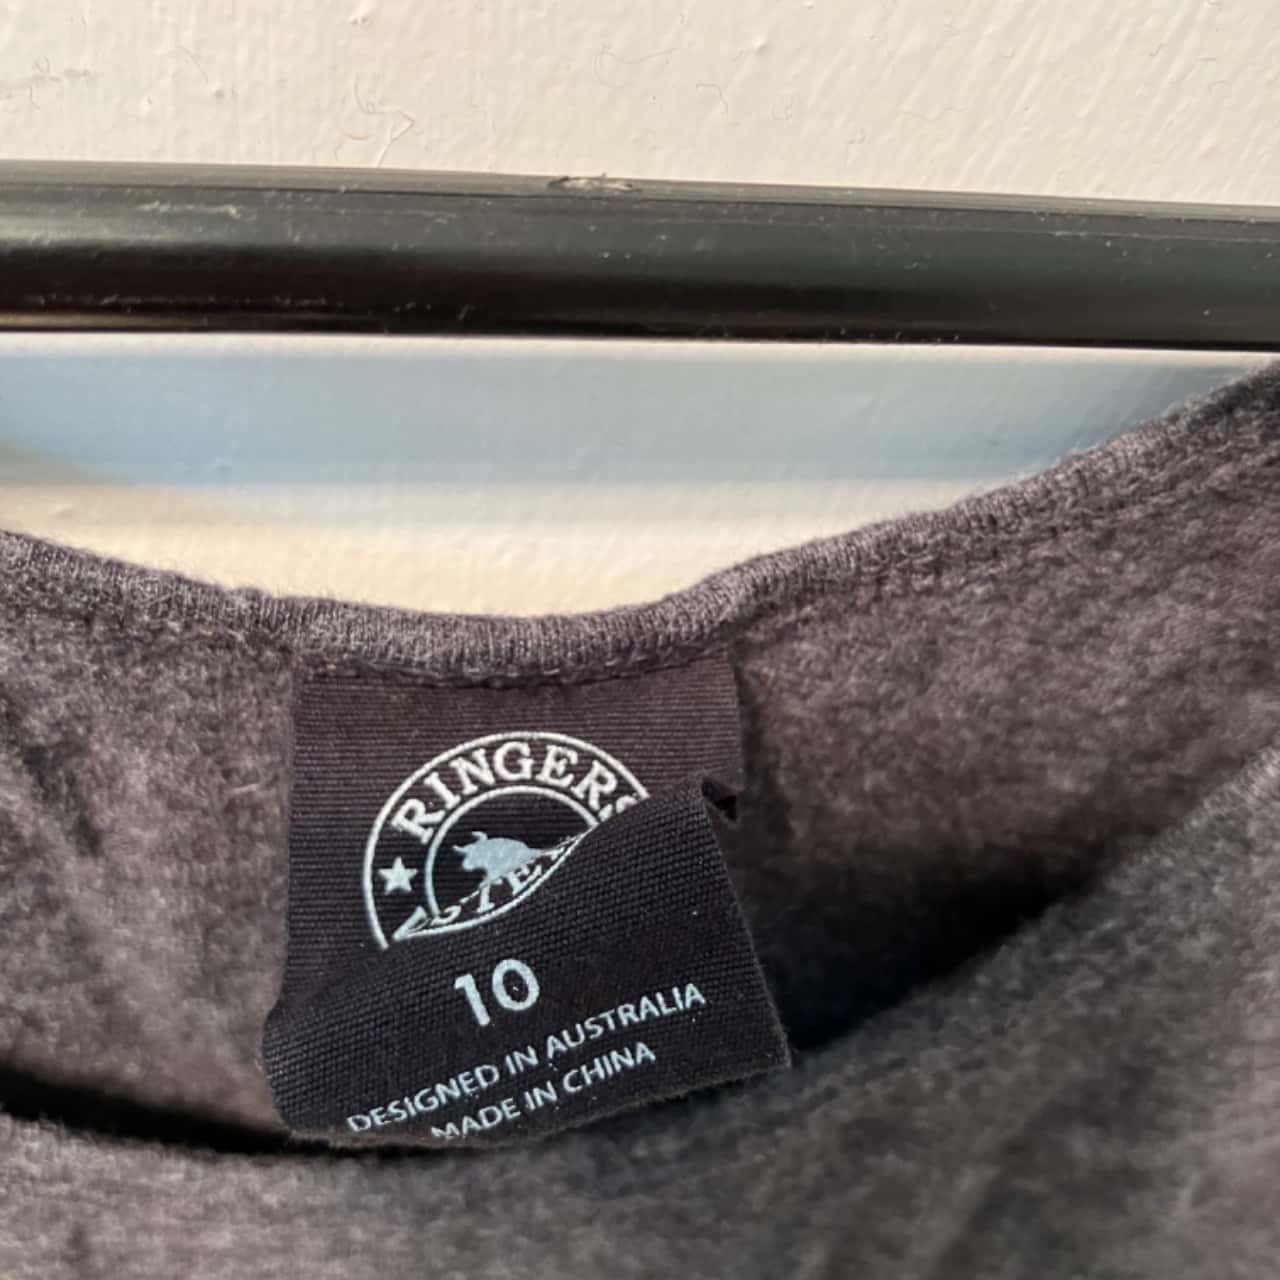 RINGERS
10
DESIGNED IN AUSTRALIA
MADE IN CHINA